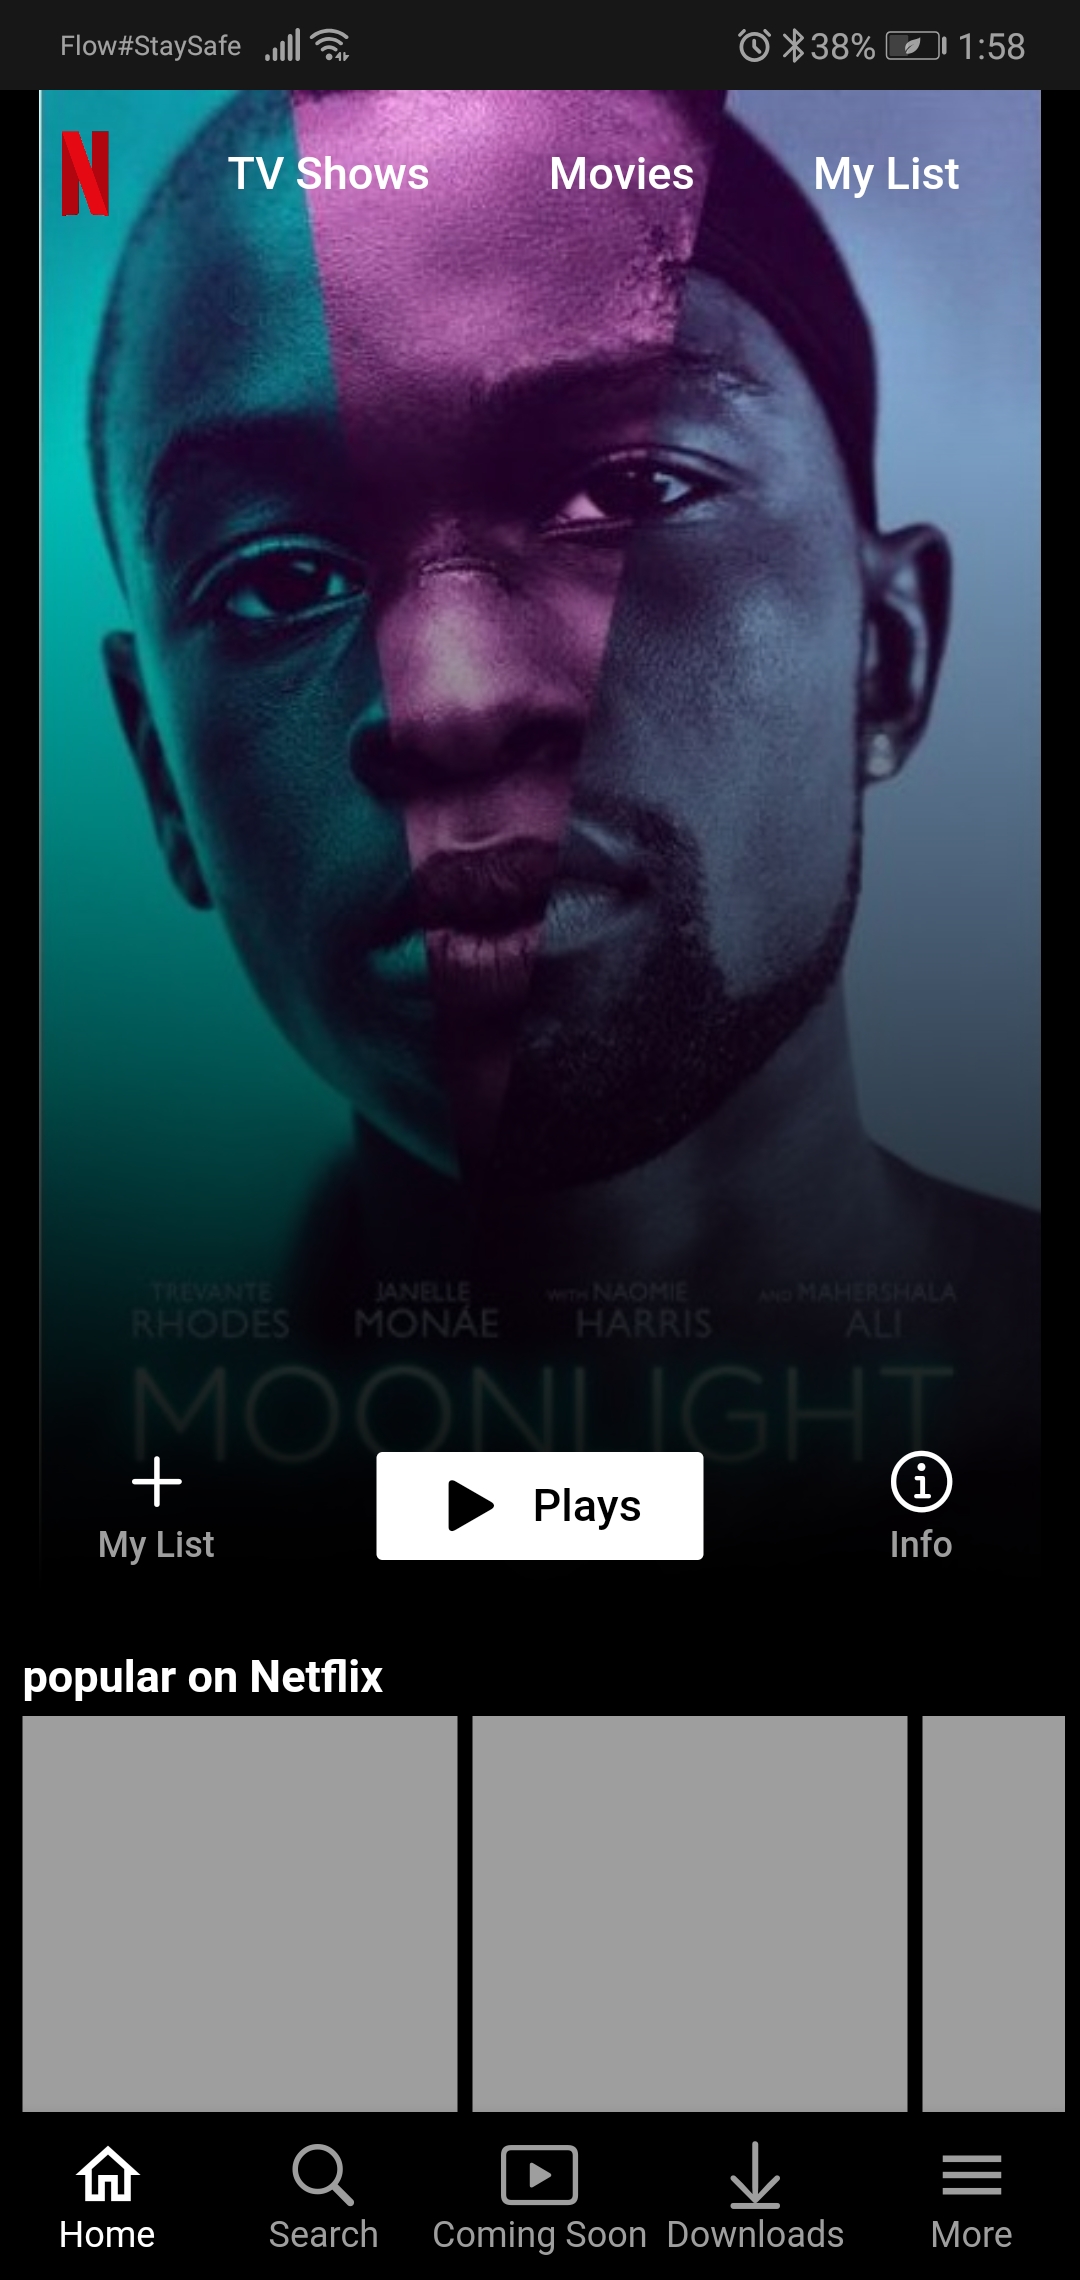 Flow#StaySafe 38% 1:58
N TV Shows Movies My List
TREVANTE RHODES JANELLE MONÁE WITH NAOMIE HARRIS AND MAHERSHALA ALI
MOONLIGHT
My List Plays Info
popular on Netflix
Home Search Coming Soon Downloads More